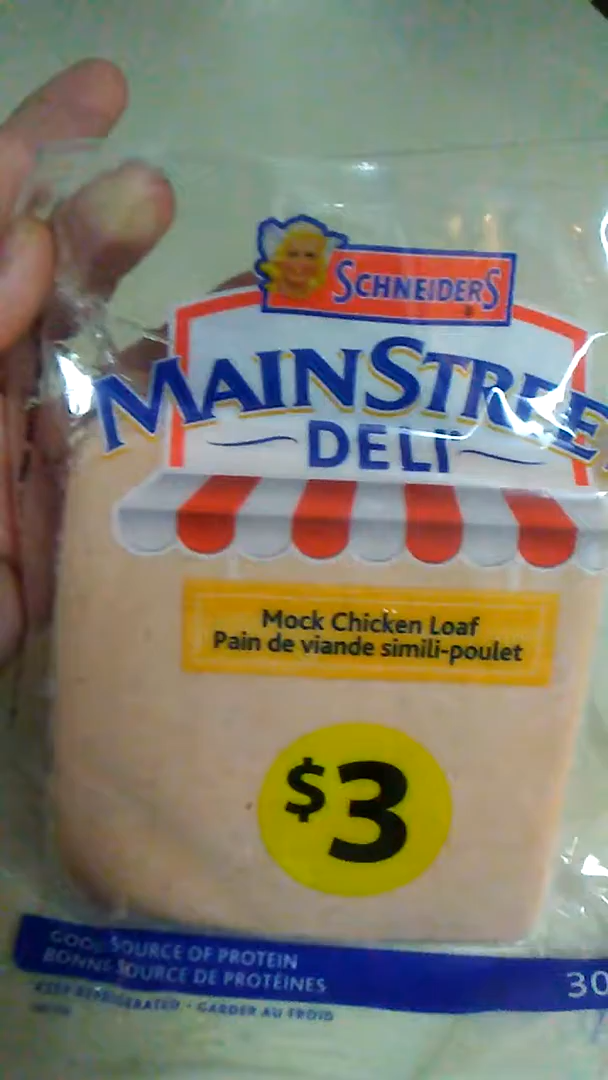 SCHNEIDERS
MAINSTREE
DELI
Mock Chicken Loaf
Pain de viande simili-poulet
$3
GOOD SOURCE OF PROTEIN
BONNE SOURCE DE PROTÉINES
30
KEEP REFRIGERATED • GARDER AU FROID